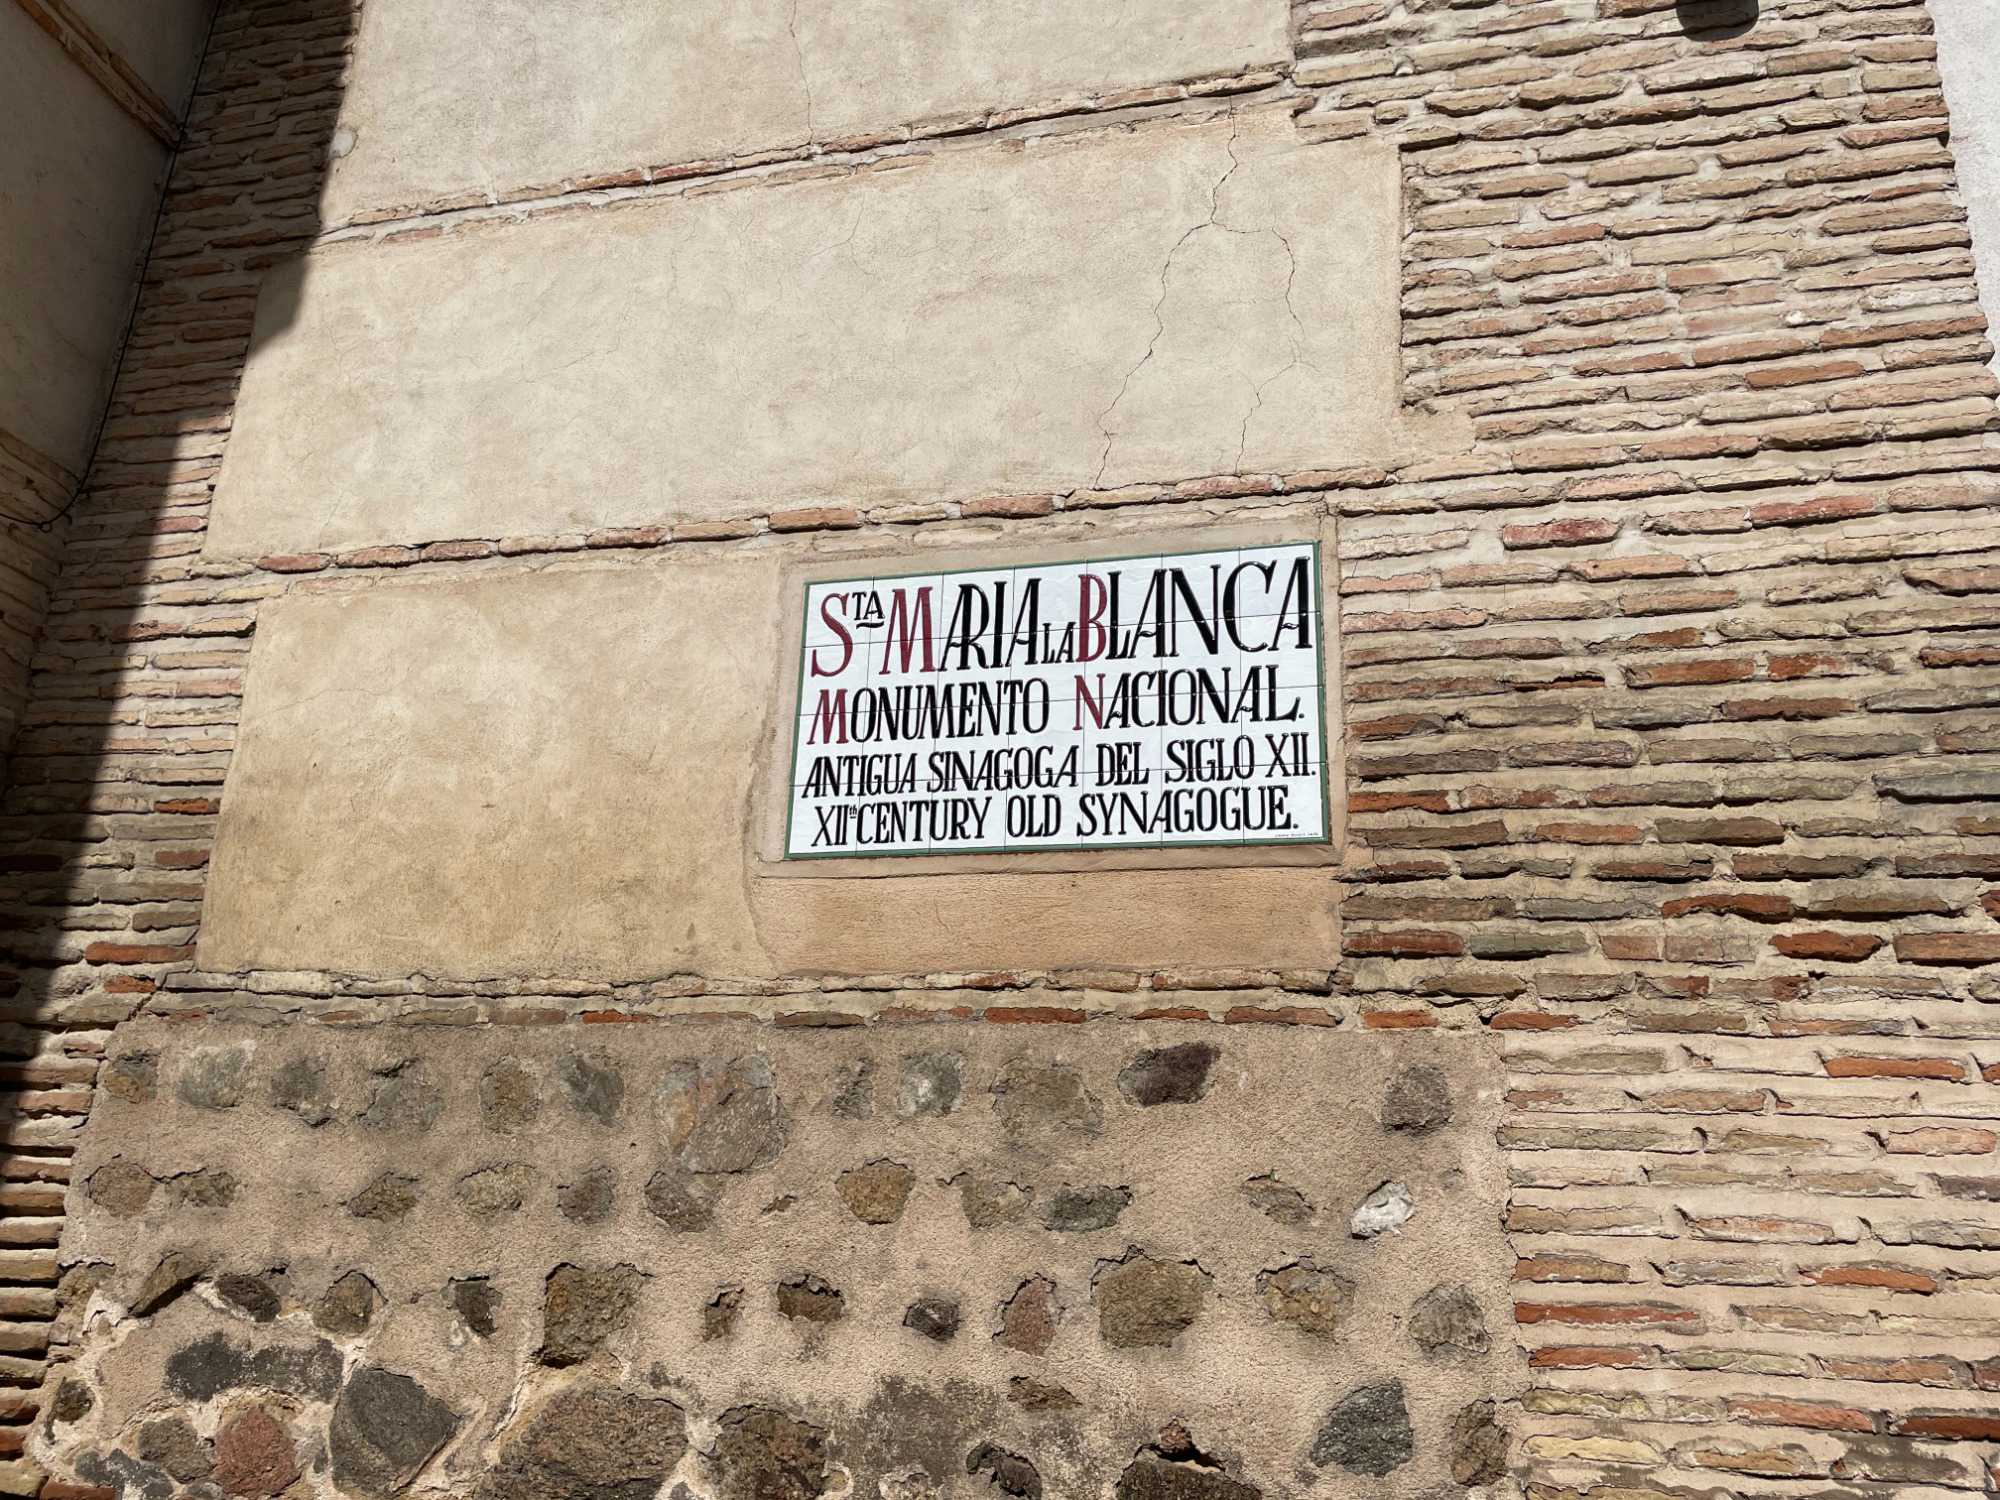 STA MARIA LA BLANCA
MONUMENTO NACIONAL.
ANTIGUA SINAGOGA DEL SIGLO XII.
XIIth CENTURY OLD SYNAGOGUE.